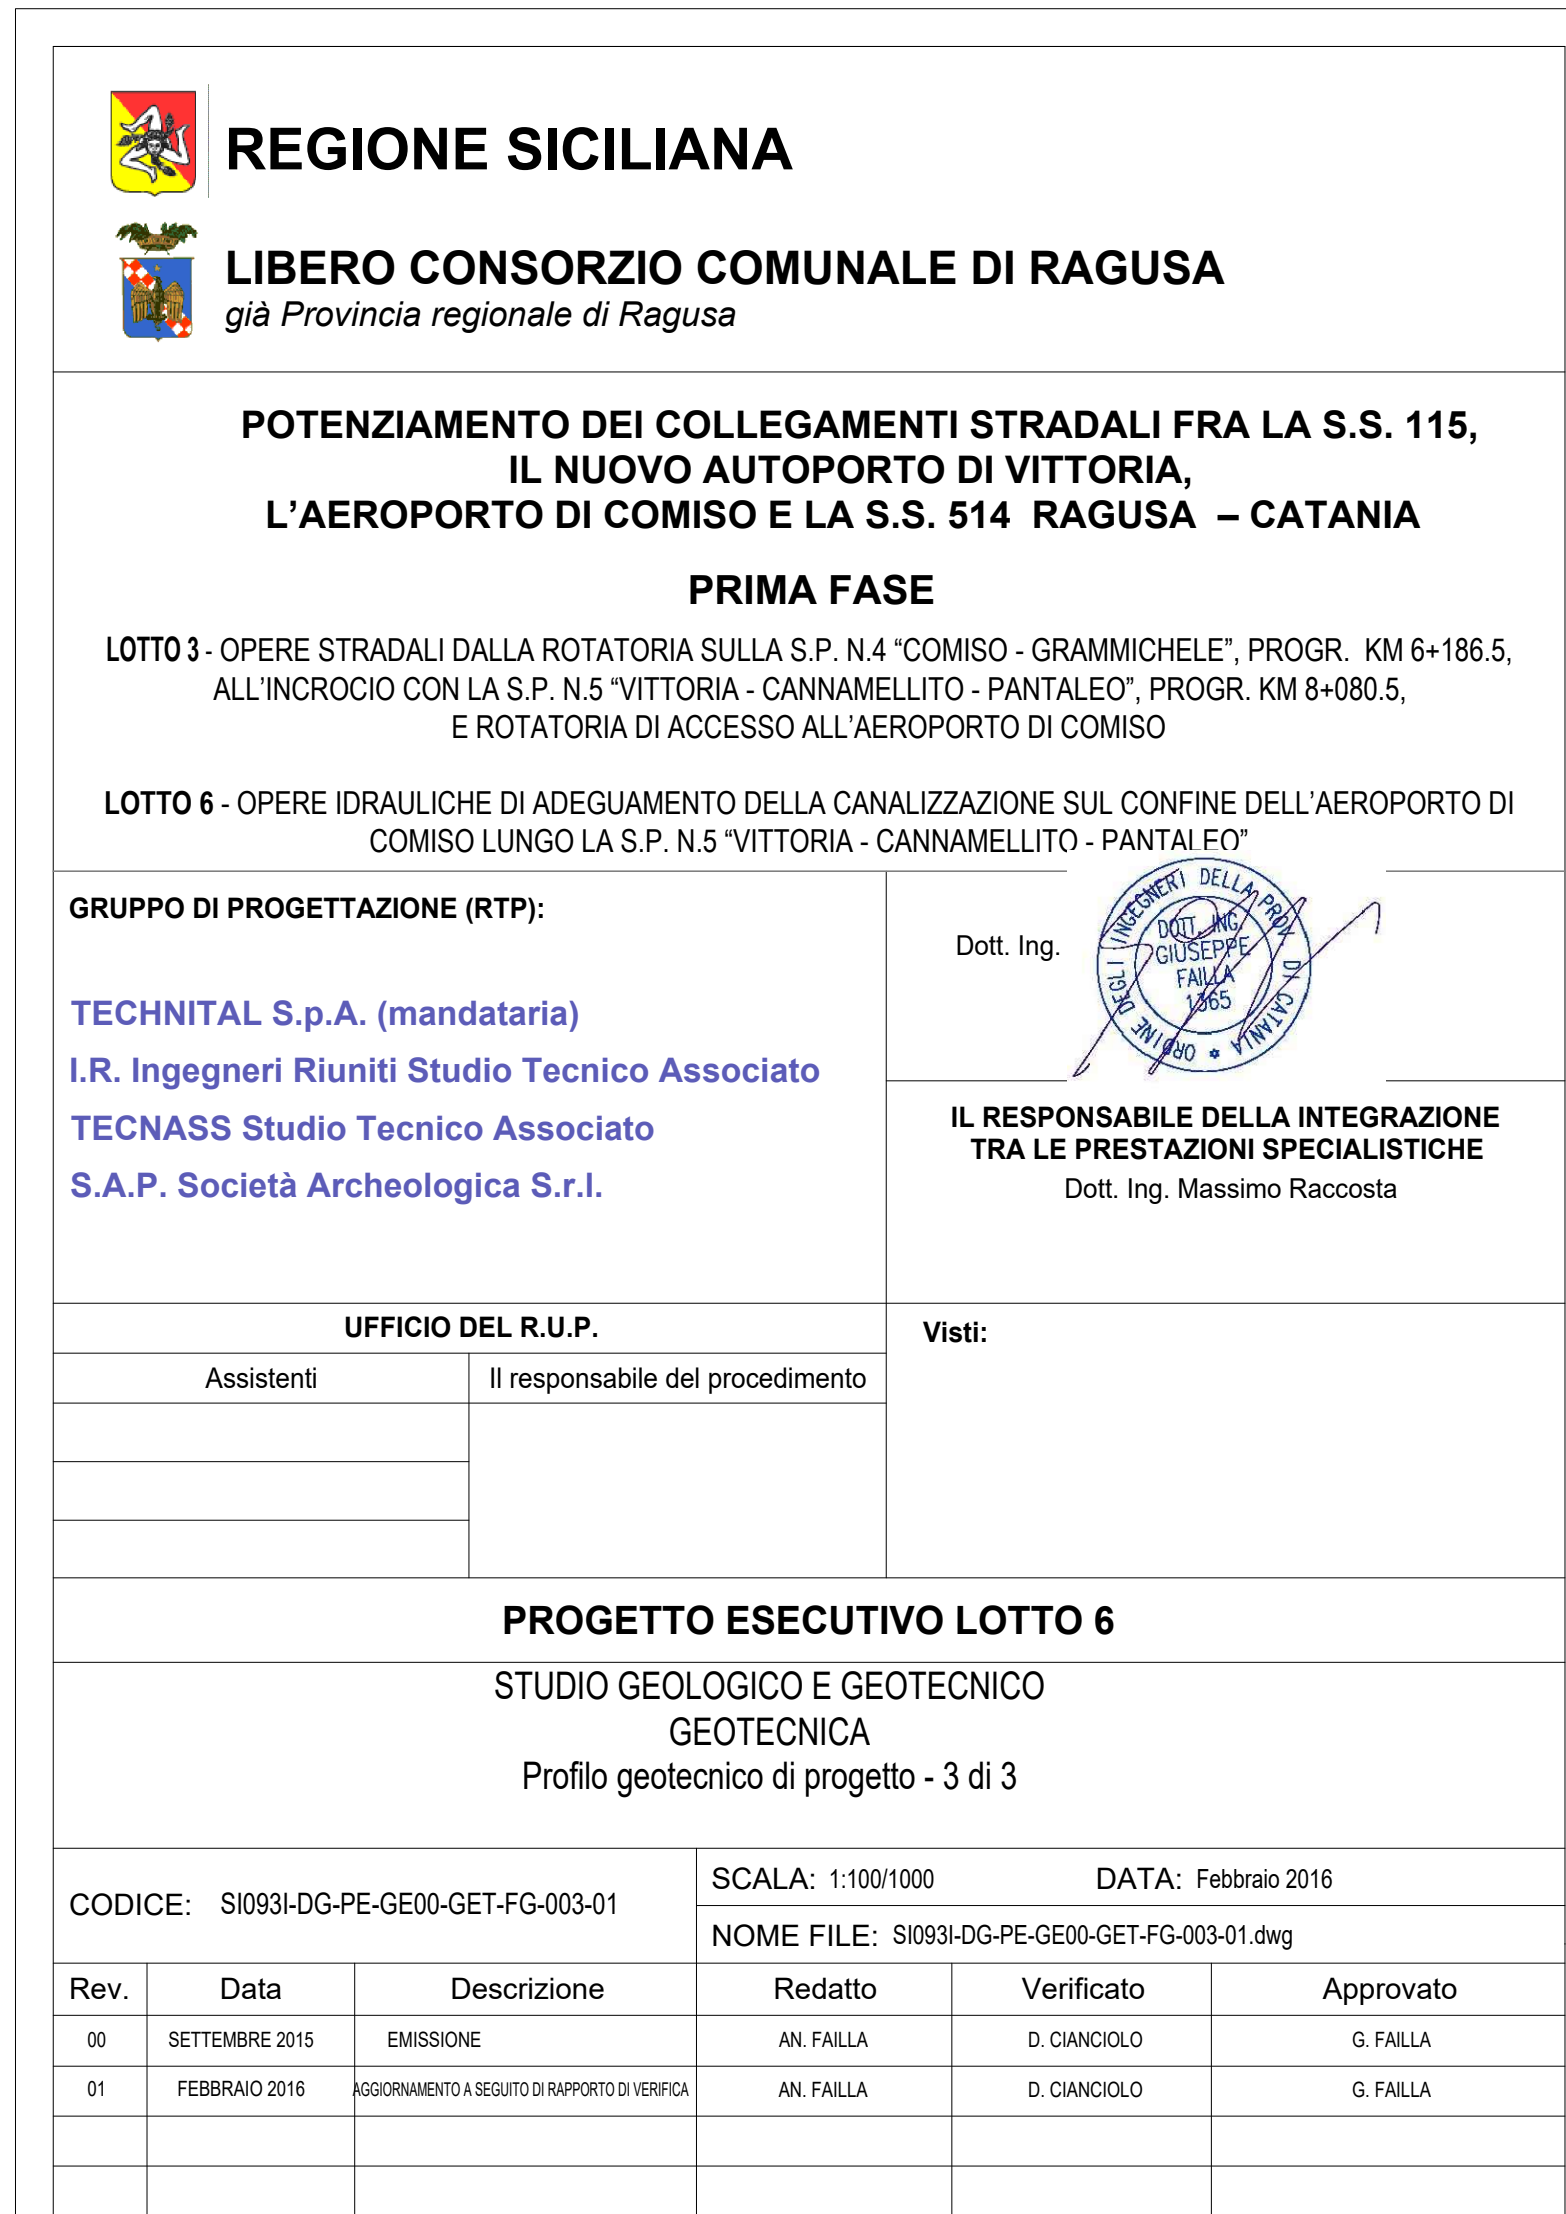 REGIONE SICILIANA
LIBERO CONSORZIO COMUNALE DI RAGUSA
già Provincia regionale di Ragusa
POTENZIAMENTO DEI COLLEGAMENTI STRADALI FRA LA S.S. 115,
IL NUOVO AUTOPORTO DI VITTORIA,
L'AEROPORTO DI COMISO E LA S.S. 514 RAGUSA – CATANIA
PRIMA FASE
LOTTO 3 - OPERE STRADALI DALLA ROTATORIA SULLA S.P. N.4 “COMISO - GRAMMICHELE”, PROGR. KM 6+186.5,
ALL'INCROCIO CON LA S.P. N.5 “VITTORIA - CANNAMELLITO - PANTALEO”, PROGR. KM 8+080.5,
E ROTATORIA DI ACCESSO ALL'AEROPORTO DI COMISO
LOTTO 6 - OPERE IDRAULICHE DI ADEGUAMENTO DELLA CANALIZZAZIONE SUL CONFINE DELL'AEROPORTO DI
COMISO LUNGO LA S.P. N.5 “VITTORIA - CANNAMELLITO - PANTALEO”
GRUPPO DI PROGETTAZIONE (RTP):
TECHNITAL S.p.A. (mandataria)
I.R. Ingegneri Riuniti Studio Tecnico Associato
TECNASS Studio Tecnico Associato
S.A.P. Società Archeologica S.r.l.
Dott. Ing.
ORDINE DEGLI INGEGNERI DELLA PROV. DI CATANIA
DOTT. ING.
GIUSEPPE
FAILLA
1365
IL RESPONSABILE DELLA INTEGRAZIONE
TRA LE PRESTAZIONI SPECIALISTICHE
Dott. Ing. Massimo Raccosta
UFFICIO DEL R.U.P.
Assistenti
Il responsabile del procedimento
Visti:
PROGETTO ESECUTIVO LOTTO 6
STUDIO GEOLOGICO E GEOTECNICO
GEOTECNICA
Profilo geotecnico di progetto - 3 di 3
CODICE: SI093I-DG-PE-GE00-GET-FG-003-01
SCALA: 1:100/1000 DATA: Febbraio 2016
NOME FILE: SI093I-DG-PE-GE00-GET-FG-003-01.dwg
Rev. Data Descrizione Redatto Verificato Approvato
00 SETTEMBRE 2015 EMISSIONE AN. FAILLA D. CIANCIOLO G. FAILLA
01 FEBBRAIO 2016 AGGIORNAMENTO A SEGUITO DI RAPPORTO DI VERIFICA AN. FAILLA D. CIANCIOLO G. FAILLA